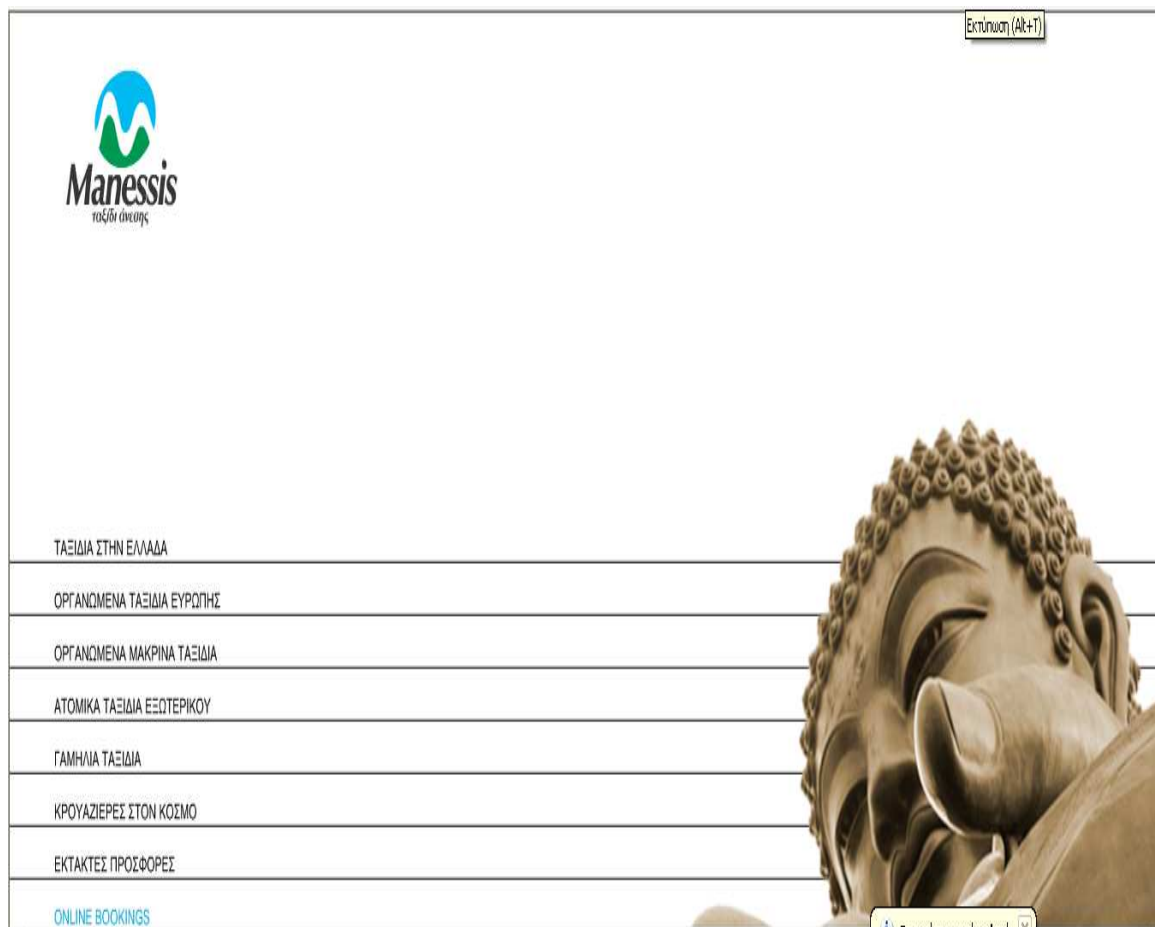 Εκτύπωση (Alt+T)
Manessis
ταξίδι άνεσης
ΤΑΞΙΔΙΑ ΣΤΗΝ ΕΛΛΑΔΑ
ΟΡΓΑΝΩΜΕΝΑ ΤΑΞΙΔΙΑ ΕΥΡΩΠΗΣ
ΟΡΓΑΝΩΜΕΝΑ ΜΑΚΡΙΝΑ ΤΑΞΙΔΙΑ
ΑΤΟΜΙΚΑ ΤΑΞΙΔΙΑ ΕΞΩΤΕΡΙΚΟΥ
ΓΑΜΗΛΙΑ ΤΑΞΙΔΙΑ
ΚΡΟΥΑΖΙΕΡΕΣ ΣΤΟΝ ΚΟΣΜΟ
ΕΚΤΑΚΤΕΣ ΠΡΟΣΦΟΡΕΣ
ONLINE BOOKINGS